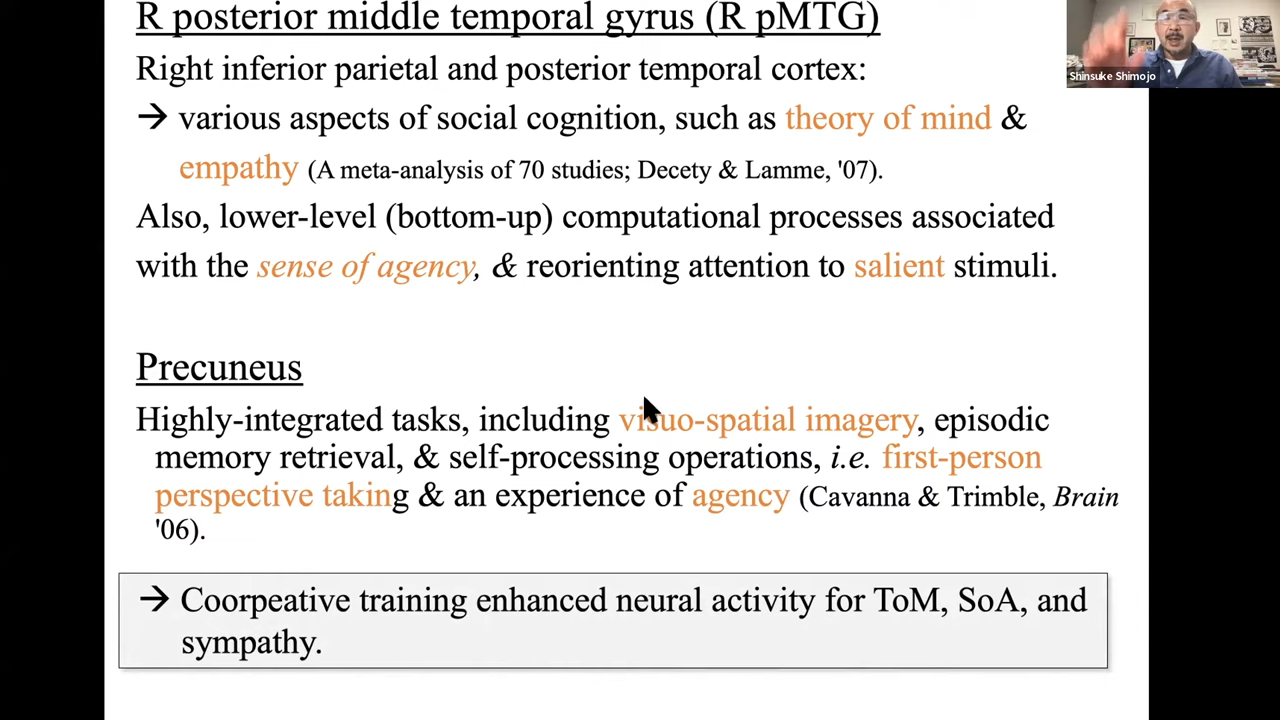 R posterior middle temporal gyrus (R pMTG)
Shinsuke Shimojo
Right inferior parietal and posterior temporal cortex:
→ various aspects of social cognition, such as theory of mind &
empathy (A meta-analysis of 70 studies; Decety & Lamme, '07).
Also, lower-level (bottom-up) computational processes associated
with the sense of agency, & reorienting attention to salient stimuli.
Precuneus
Highly-integrated tasks, including visuo-spatial imagery, episodic
memory retrieval, & self-processing operations, i.e. first-person
perspective taking & an experience of agency (Cavanna & Trimble, Brain
'06).
→ Coorpeative training enhanced neural activity for ToM, SoA, and
sympathy.